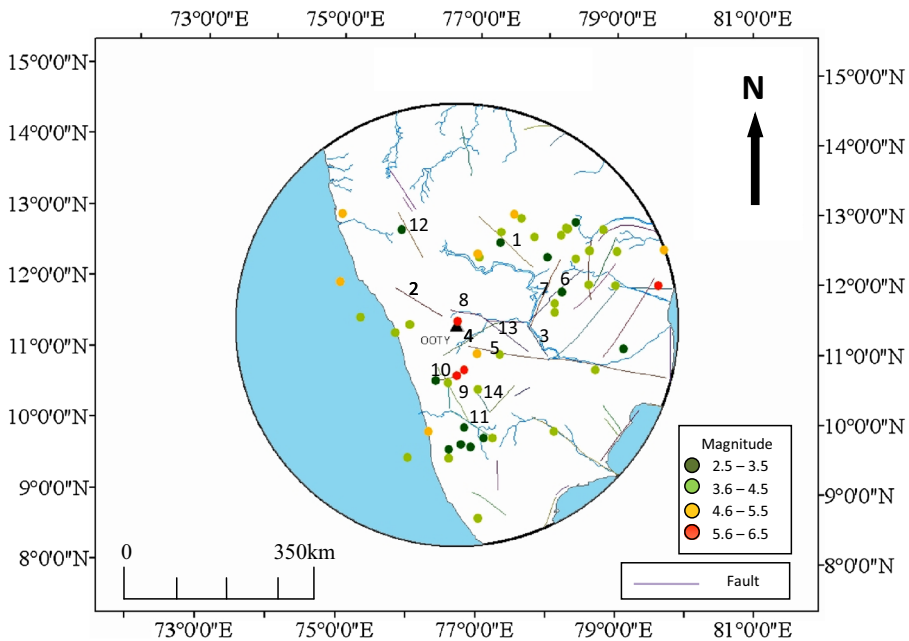 73°0'0"E 75°0'0"E 77°0'0"E 79°0'0"E 81°0'0"E
15°0'0"N 15°0'0"N
N
14°0'0"N 14°0'0"N
13°0'0"N 13°0'0"N
12
1
12°0'0"N 12°0'0"N
6
2 7
8
13
4 3
OOTY
11°0'0"N 5 11°0'0"N
10
9 14
10°0'0"N 11 10°0'0"N
Magnitude
2.5 – 3.5
3.6 – 4.5
9°0'0"N 9°0'0"N
4.6 – 5.5
5.6 – 6.5
8°0'0"N 8°0'0"N
0 350km
Fault
73°0'0"E 75°0'0"E 77°0'0"E 79°0'0"E 81°0'0"E